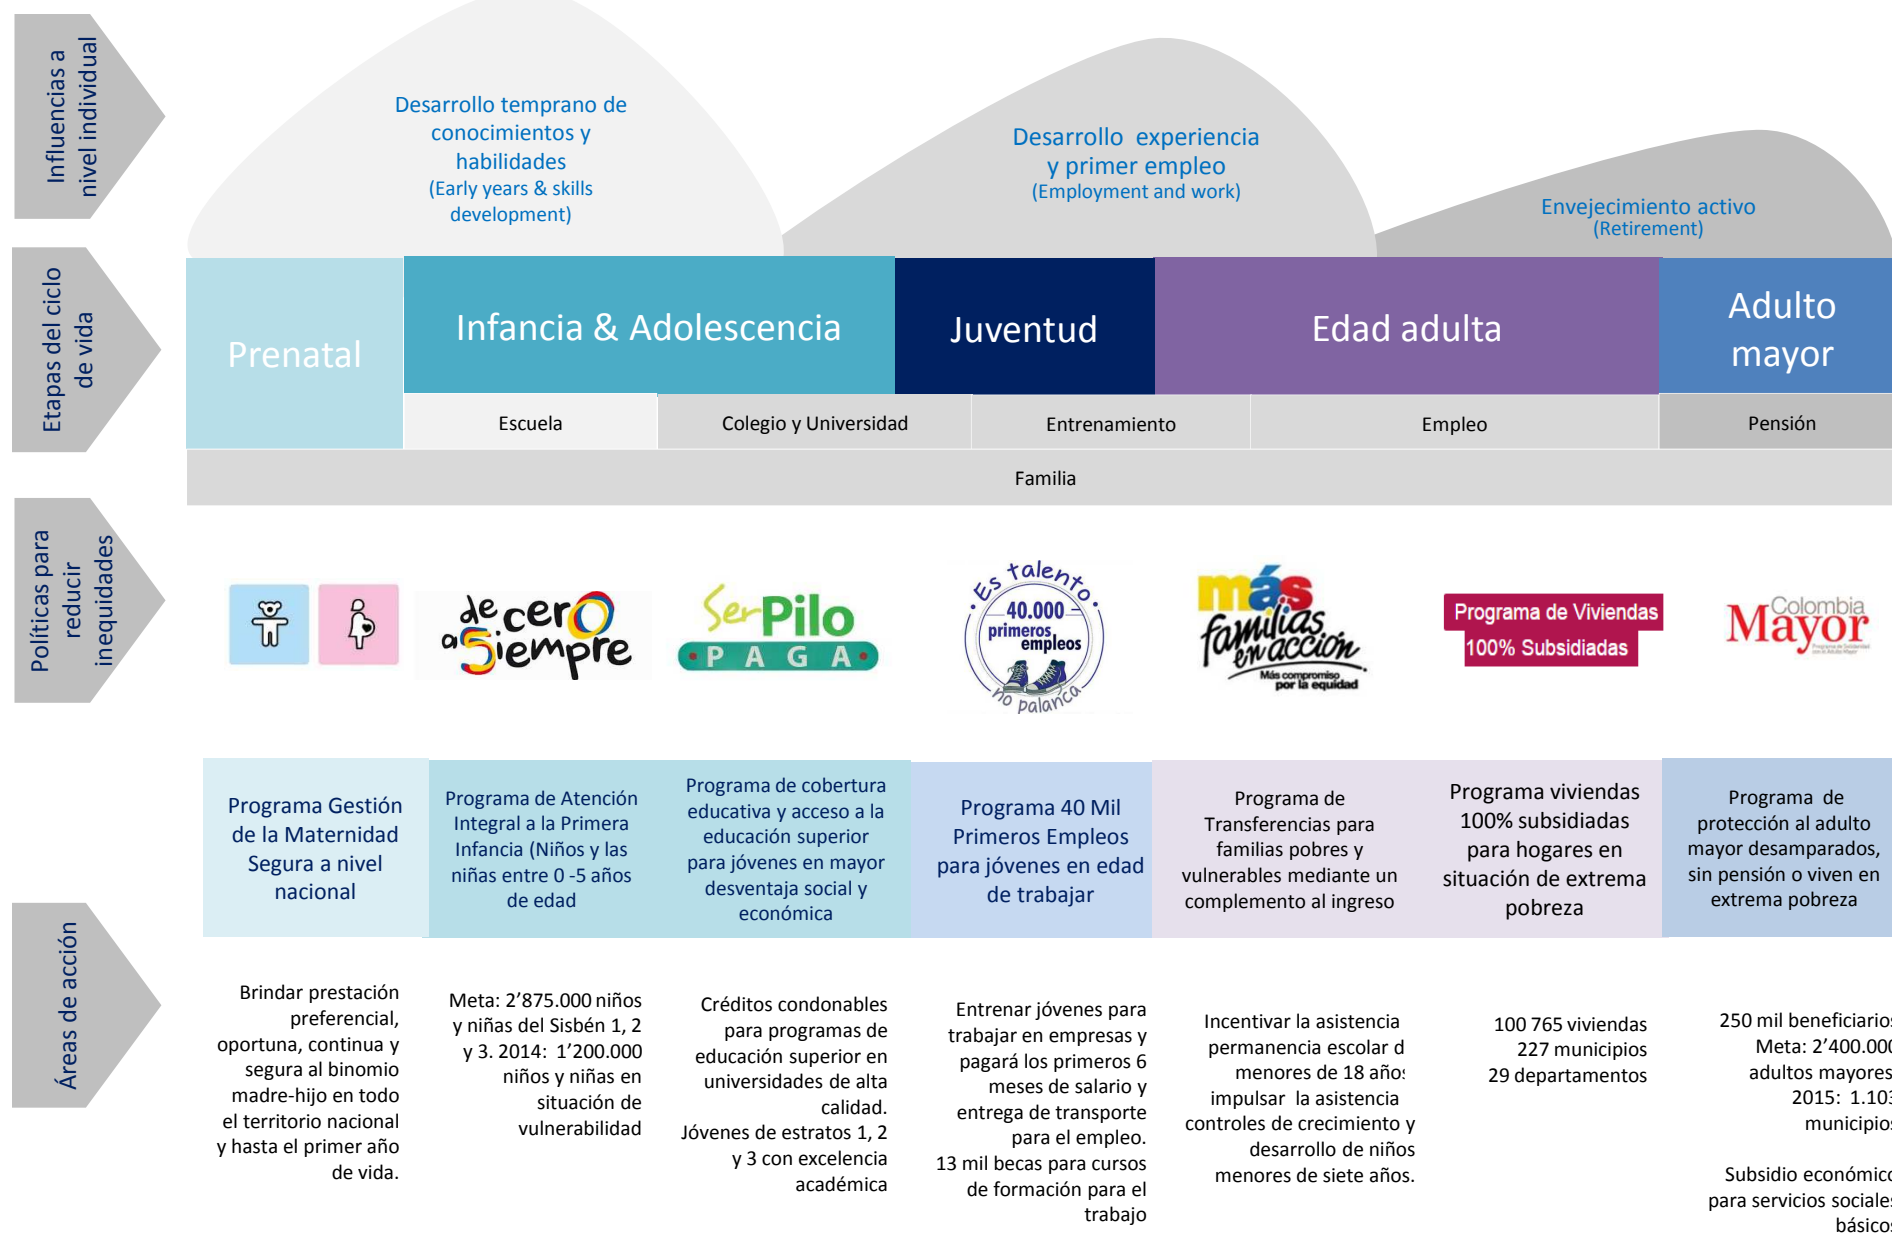 Influencias a
nivel individual
Desarrollo temprano de
conocimientos y
habilidades
(Early years & skills
development)
Desarrollo experiencia
y primer empleo
(Employment and work)
Envejecimiento activo
(Retirement)
Etapas del ciclo
de vida
Prenatal
Infancia & Adolescencia
Juventud
Edad adulta
Adulto
mayor
Escuela
Colegio y Universidad
Entrenamiento
Empleo
Pensión
Familia
Políticas para
reducir
inequidades
de cero
a Siempre
Ser Pilo
PAGA
Es talento
40.000
primeros
empleos
no palanca
más
familias
en acción
Más compromiso
por la equidad
Programa de Viviendas
100% Subsidiadas
Colombia
Mayor
Programa de Solidaridad
con el Adulto Mayor
Áreas de acción
Programa Gestión
de la Maternidad
Segura a nivel
nacional
Programa de Atención
Integral a la Primera
Infancia (Niños y las
niñas entre 0 -5 años
de edad
Programa de cobertura
educativa y acceso a la
educación superior
para jóvenes en mayor
desventaja social y
económica
Programa 40 Mil
Primeros Empleos
para jóvenes en edad
de trabajar
Programa de
Transferencias para
familias pobres y
vulnerables mediante un
complemento al ingreso
Programa viviendas
100% subsidiadas
para hogares en
situación de extrema
pobreza
Programa de
protección al adulto
mayor desamparados,
sin pensión o viven en
extrema pobreza
Brindar prestación
preferencial,
oportuna, continua y
segura al binomio
madre-hijo en todo
el territorio nacional
y hasta el primer año
de vida.
Meta: 2’875.000 niños
y niñas del Sisbén 1, 2
y 3. 2014: 1’200.000
niños y niñas en
situación de
vulnerabilidad
Créditos condonables
para programas de
educación superior en
universidades de alta
calidad.
Jóvenes de estratos 1, 2
y 3 con excelencia
académica
Entrenar jóvenes para
trabajar en empresas y
pagará los primeros 6
meses de salario y
entrega de transporte
para el empleo.
13 mil becas para cursos
de formación para el
trabajo
Incentivar la asistencia
permanencia escolar d
menores de 18 años
impulsar la asistencia
controles de crecimiento y
desarrollo de niños
menores de siete años.
100 765 viviendas
227 municipios
29 departamentos
250 mil beneficiarios
Meta: 2’400.000
adultos mayores
2015: 1.103
municipios
Subsidio económico
para servicios sociales
básicos